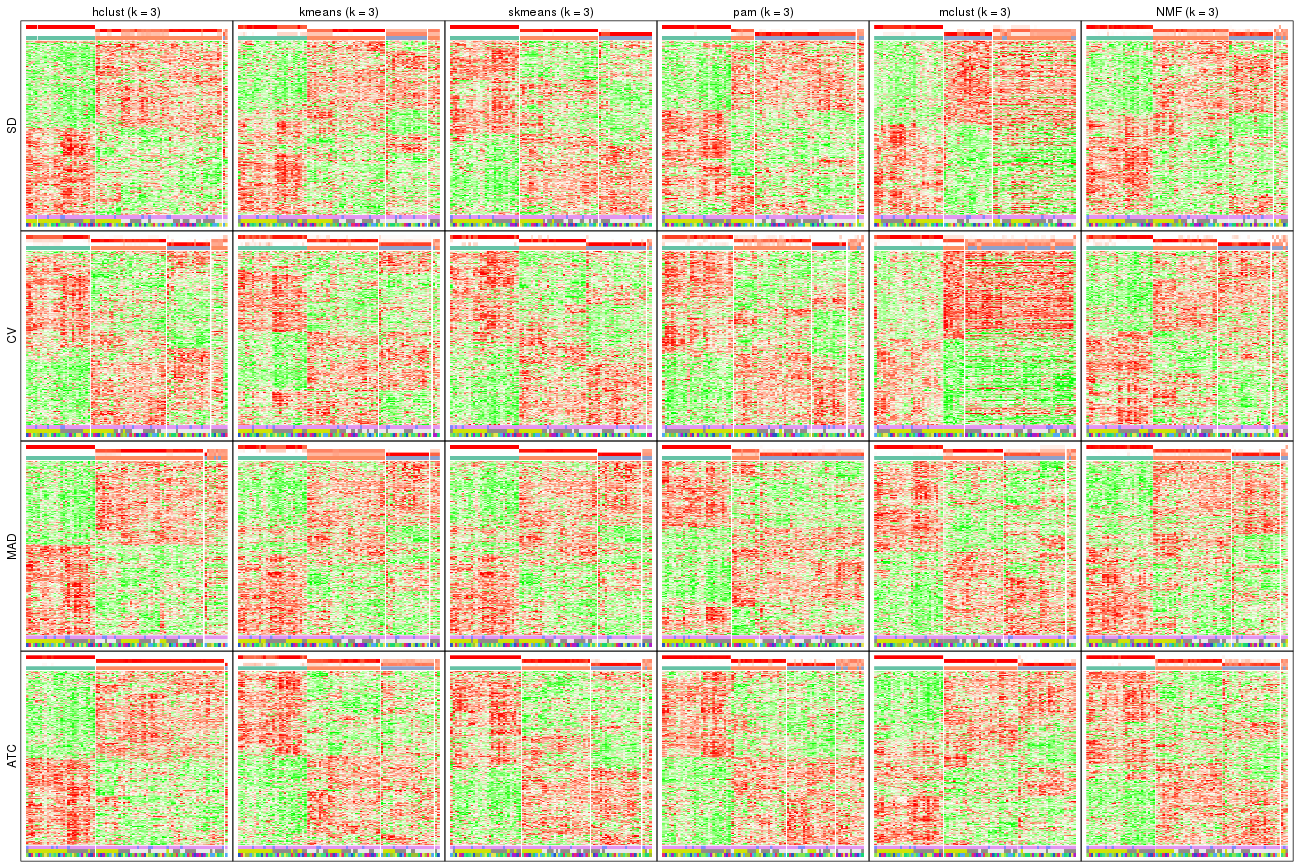 hclust (k = 3) kmeans (k = 3) skmeans (k = 3) pam (k = 3) mclust (k = 3) NMF (k = 3)
SD
CV
MAD
ATC